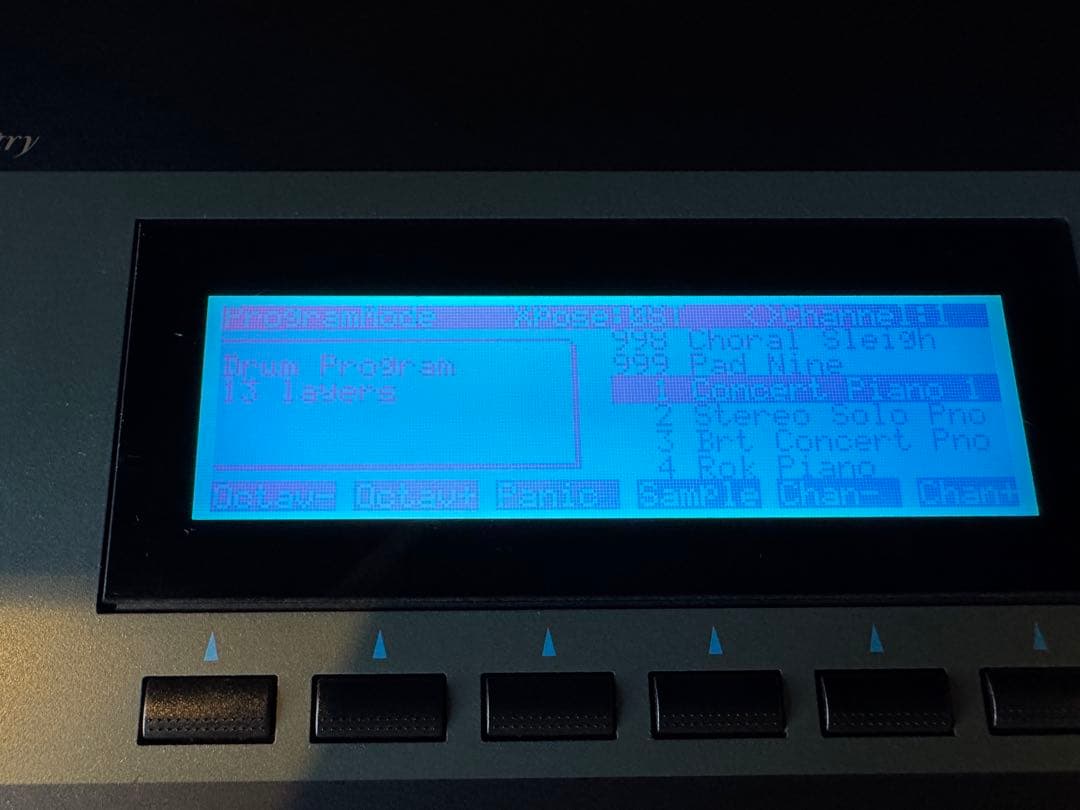 try
ProgramMode Xpose:0ST <>Channel:1
998 Choral Sleigh
Drum Program
999 Pad Nine
13 layers
1 Concert Piano 1
2 Stereo Solo Pno
3 Brt Concert Pno
4 Rok Piano
Octav- Octav+ Panic Sample Chan- Chan+